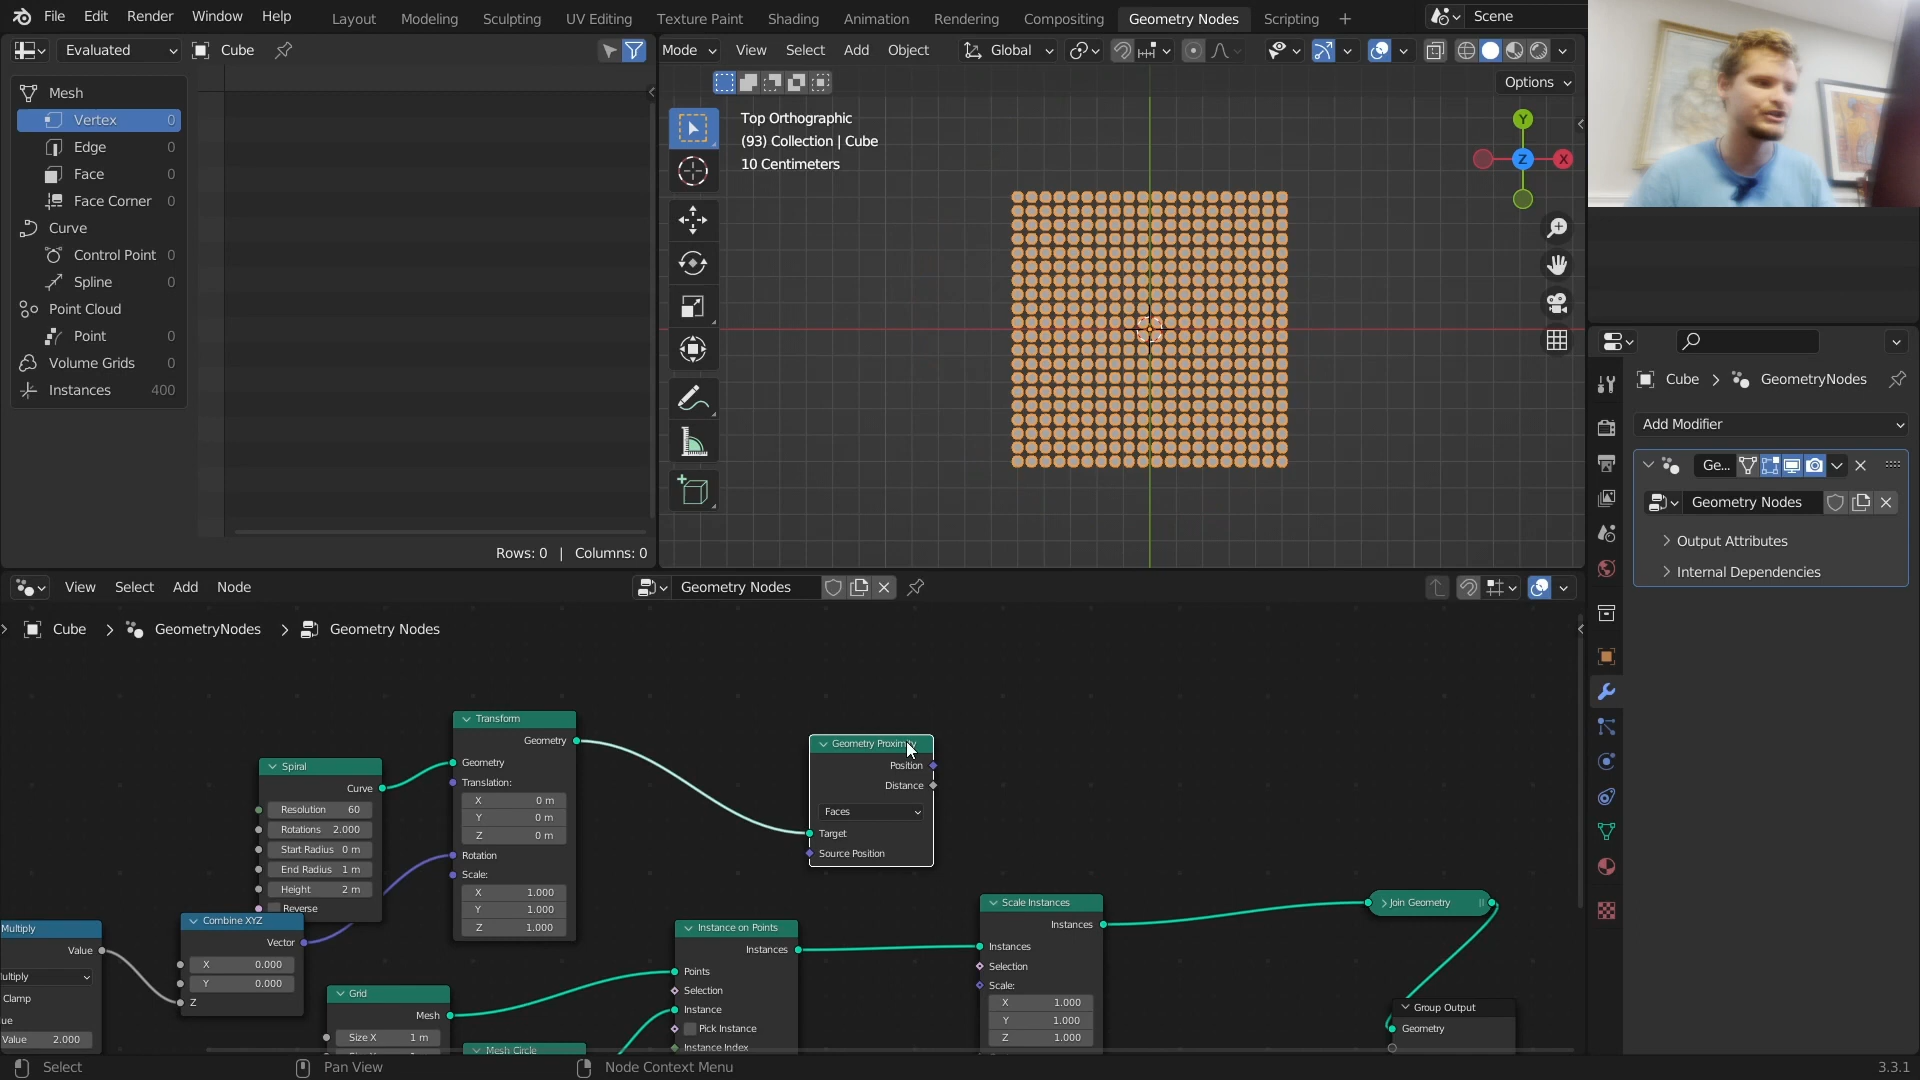 File Edit Render Window Help
Layout Modeling Sculpting UV Editing Texture Paint Shading Animation Rendering Compositing Geometry Nodes Scripting +
Scene
Evaluated Cube
Mode View Select Add Object Global
Options
Mesh
Vertex 0
Edge 0
Face 0
Face Corner 0
Curve
Control Point 0
Spline 0
Point Cloud
Point 0
Volume Grids 0
Instances 400
Rows: 0 | Columns: 0
Top Orthographic
(93) Collection | Cube
10 Centimeters
Y
Z
X
Cube > GeometryNodes
Add Modifier
Ge...
Geometry Nodes
Output Attributes
Internal Dependencies
View Select Add Node
Geometry Nodes
Cube > GeometryNodes > Geometry Nodes
Transform
Geometry
Geometry
Translation:
X 0 m
Y 0 m
Z 0 m
Rotation
Scale:
X 1.000
Y 1.000
Z 1.000
Spiral
Curve
Resolution 60
Rotations 2.000
Start Radius 0 m
End Radius 1 m
Height 2 m
Reverse
Geometry Proximity
Position
Distance
Faces
Target
Source Position
Multiply
Value
ultiply
Clamp
ue
Value 2.000
Combine XYZ
Vector
X 0.000
Y 0.000
Z
Grid
Mesh
Size X 1 m
Mesh Circle
Instance on Points
Instances
Points
Selection
Instance
Pick Instance
Instance Index
Scale Instances
Instances
Instances
Selection
Scale:
X 1.000
Y 1.000
Z 1.000
Join Geometry
Group Output
Geometry
Select
Pan View
Node Context Menu
3.3.1